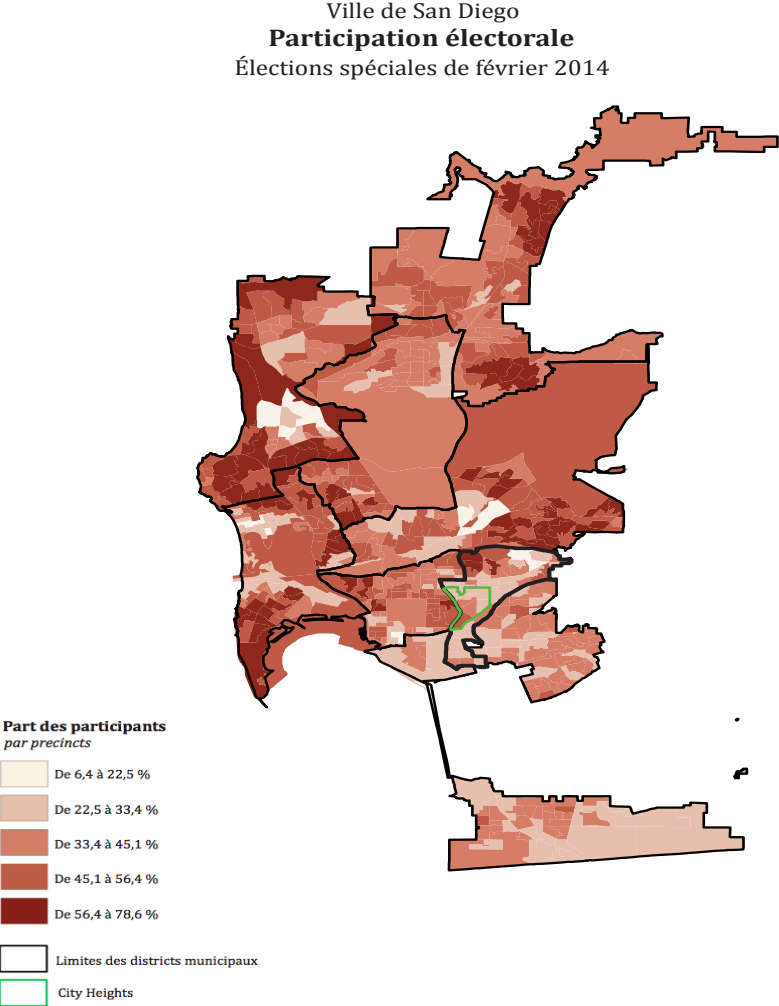 Ville de San Diego
Participation électorale
Élections spéciales de février 2014
Part des participants
par precincts
De 6,4 à 22,5 %
De 22,5 à 33,4 %
De 33,4 à 45,1 %
De 45,1 à 56,4 %
De 56,4 à 78,6 %
Limites des districts municipaux
City Heights